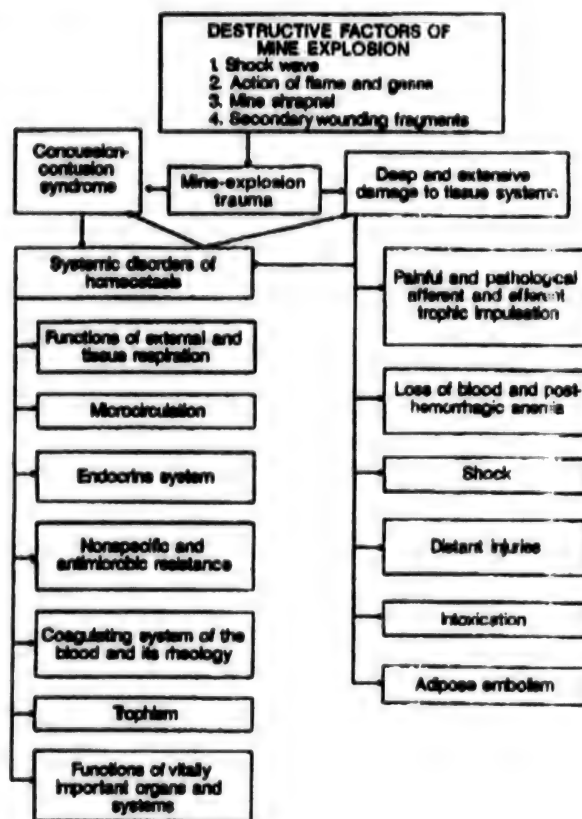 DESTRUCTIVE FACTORS OF
MINE EXPLOSION
1. Shock wave
2. Action of flame and gases
3. Mine shrapnel
4. Secondary wounding fragments
Concussion-
contusion
syndrome
Mine-explosion
trauma
Deep and extensive
damage to tissue systems
Systemic disorders of
homeostasis
Functions of external and
tissue respiration
Microcirculation
Endocrine system
Nonspecific and
antimicrobic resistance
Coagulating system of the
blood and its rheology
Trophism
Functions of vitally
important organs and
systems
Painful and pathological
afferent and efferent
trophic impulsation
Loss of blood and post-
hemorrhagic anemia
Shock
Distant injuries
Intoxication
Adipose embolism